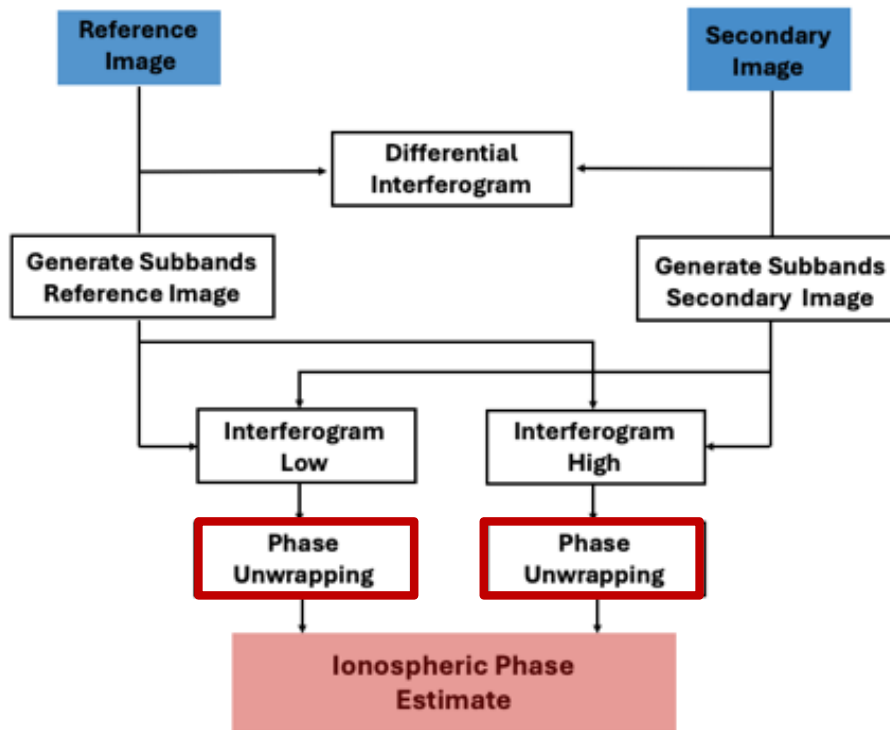 Reference
Image
Secondary
Image
Differential
Interferogram
Generate Subbands
Reference Image
Generate Subbands
Secondary Image
Interferogram
Low
Interferogram
High
Phase
Unwrapping
Phase
Unwrapping
Ionospheric Phase
Estimate